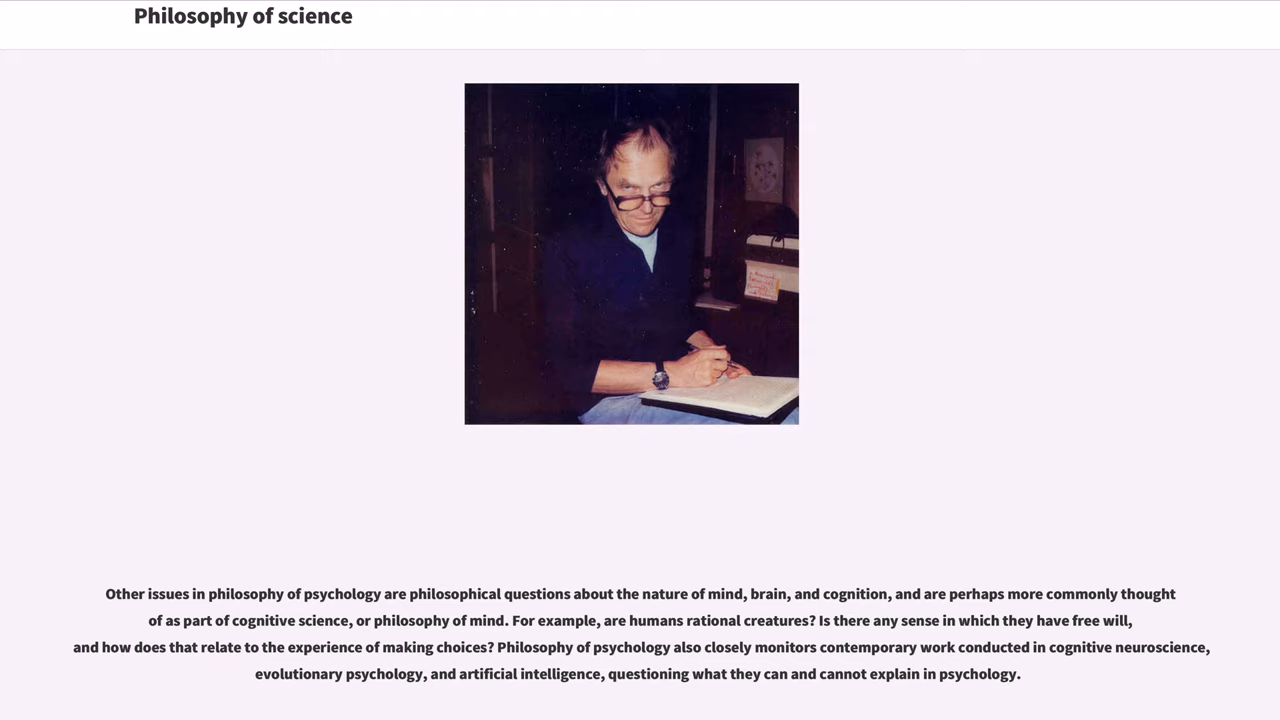 Philosophy of science
Other issues in philosophy of psychology are philosophical questions about the nature of mind, brain, and cognition, and are perhaps more commonly thought
of as part of cognitive science, or philosophy of mind. For example, are humans rational creatures? Is there any sense in which they have free will,
and how does that relate to the experience of making choices? Philosophy of psychology also closely monitors contemporary work conducted in cognitive neuroscience,
evolutionary psychology, and artificial intelligence, questioning what they can and cannot explain in psychology.